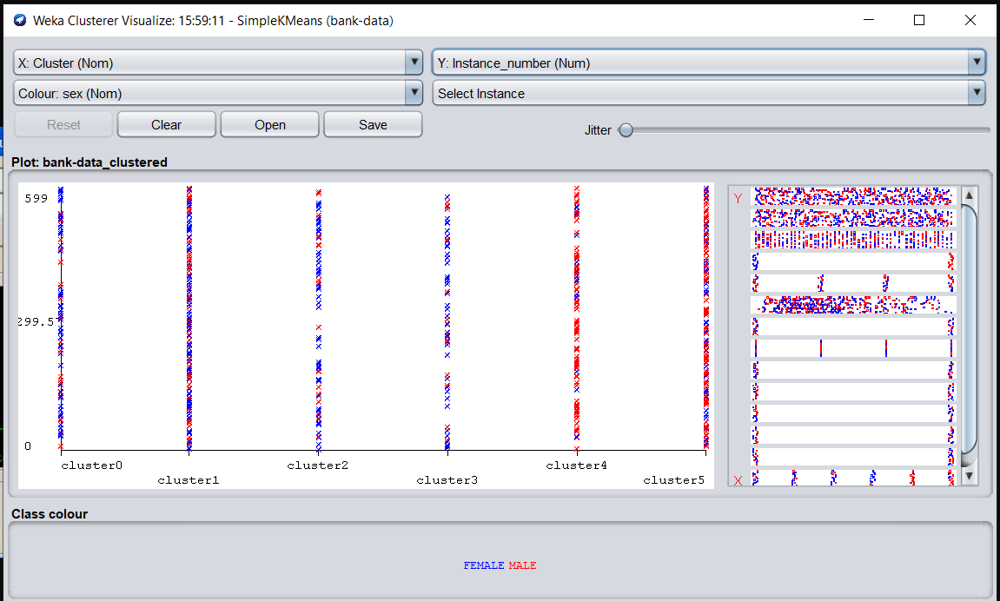 Weka Clusterer Visualize: 15:59:11 - SimpleKMeans (bank-data)
X: Cluster (Nom) Y: Instance_number (Num)
Colour: sex (Nom) Select Instance
Reset Clear Open Save Jitter
Plot: bank-data_clustered
599
299.5
0
cluster0 cluster2 cluster4
cluster1 cluster3 cluster5
Y
X
Class colour
FEMALE MALE